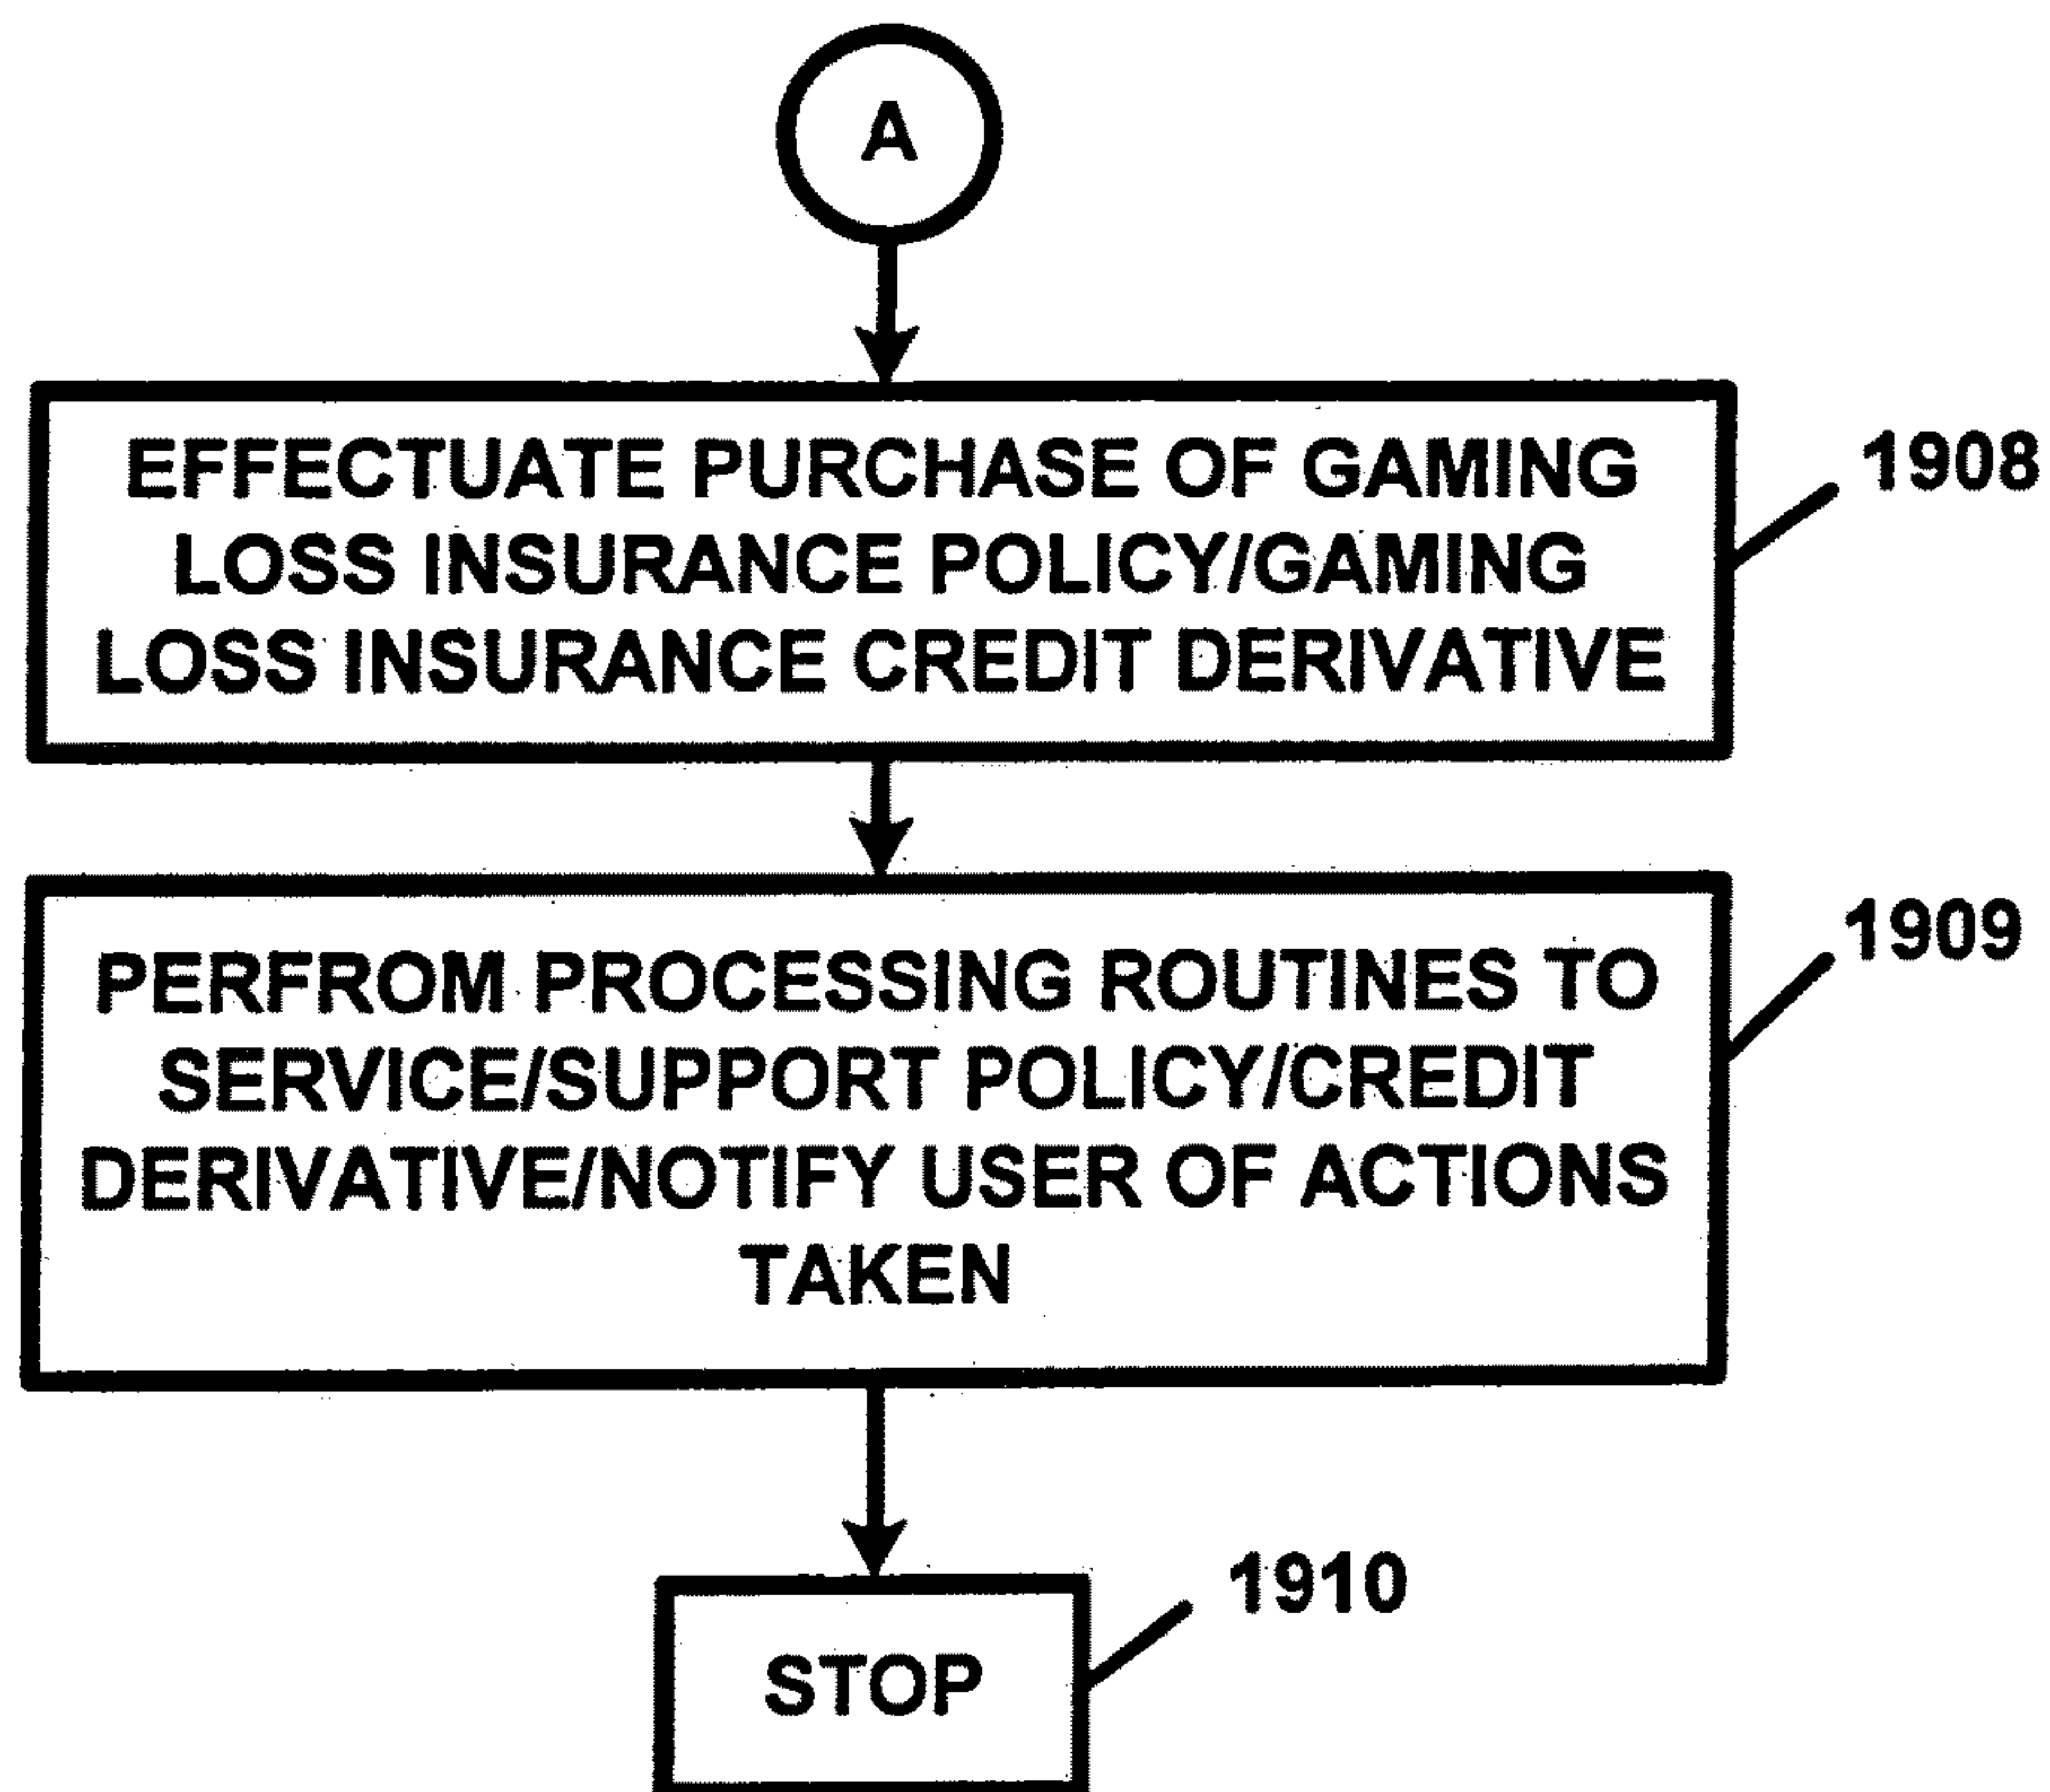 A
EFFECTUATE PURCHASE OF GAMING
LOSS INSURANCE POLICY/GAMING
LOSS INSURANCE CREDIT DERIVATIVE
1908
PERFROM PROCESSING ROUTINES TO
SERVICE/SUPPORT POLICY/CREDIT
DERIVATIVE/NOTIFY USER OF ACTIONS
TAKEN
1909
STOP
1910